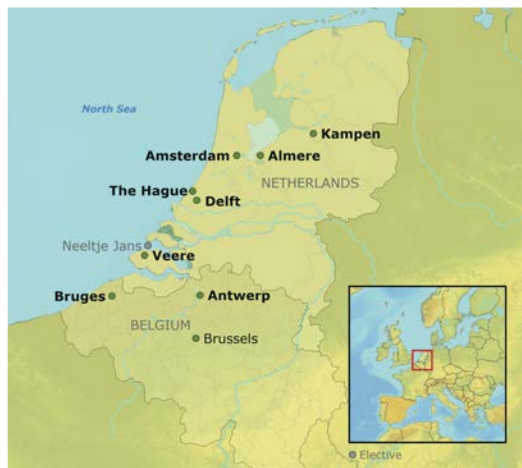 North Sea
Kampen
Amsterdam
Almere
NETHERLANDS
The Hague
Delft
Neeltje Jans
Veere
Bruges
Antwerp
BELGIUM
Brussels
Elective